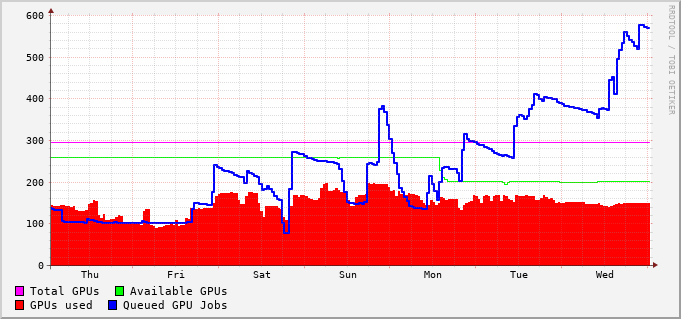 RRDTOOL / TOBI OETIKER
600
500
400
300
200
100
0
Thu Fri Sat Sun Mon Tue Wed
Total GPUs Available GPUs
GPUs used Queued GPU Jobs